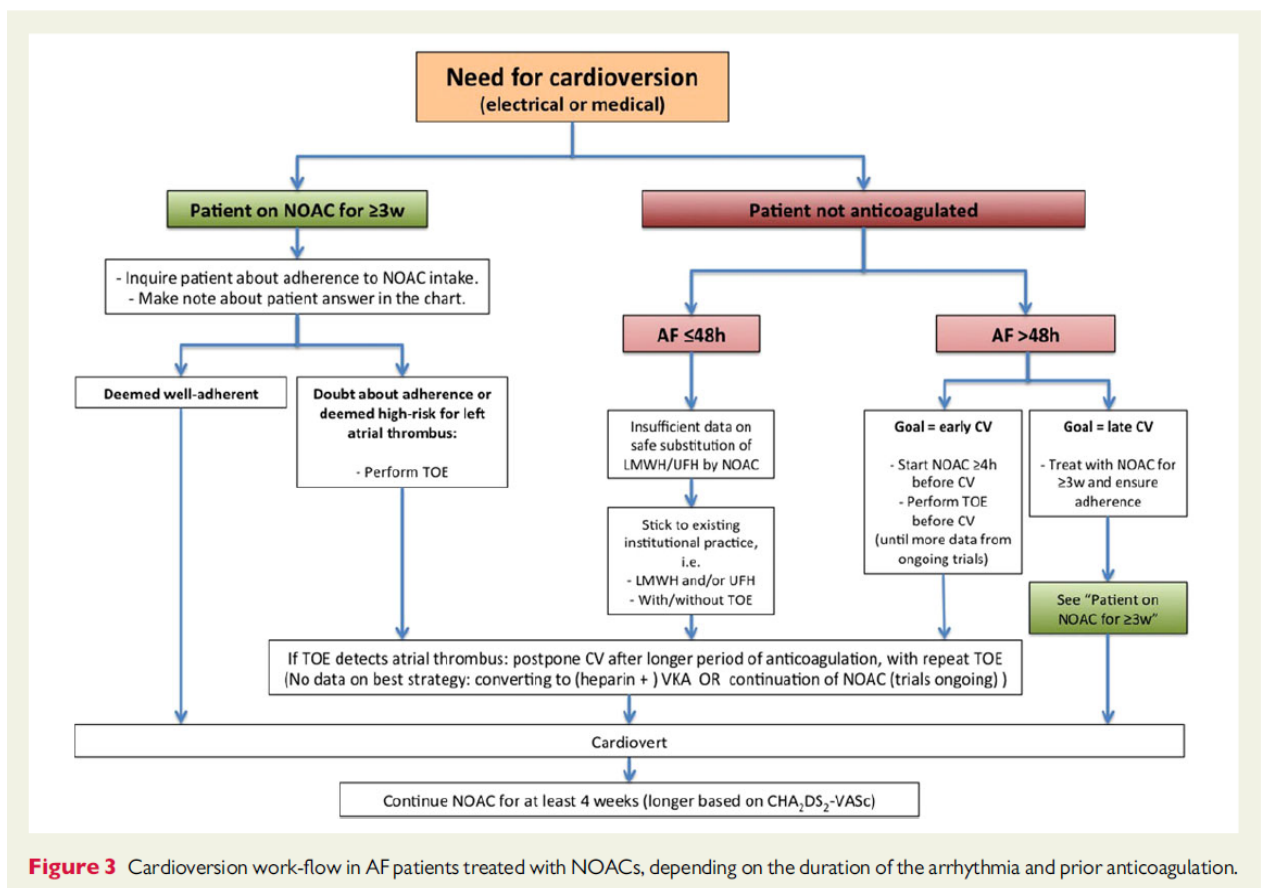 Need for cardioversion
(electrical or medical)
Patient on NOAC for ≥3w
Patient not anticoagulated
- Inquire patient about adherence to NOAC intake.
- Make note about patient answer in the chart.
AF ≤48h
AF >48h
Deemed well-adherent
Doubt about adherence or
deemed high-risk for left
atrial thrombus:
- Perform TOE
Insufficient data on
safe substitution of
LMWH/UFH by NOAC
Goal = early CV
- Start NOAC ≥4h
before CV
- Perform TOE
before CV
(until more data from
ongoing trials)
Goal = late CV
- Treat with NOAC for
≥3w and ensure
adherence
Stick to existing
institutional practice,
i.e.
- LMWH and/or UFH
- With/without TOE
See “Patient on
NOAC for ≥3w”
If TOE detects atrial thrombus: postpone CV after longer period of anticoagulation, with repeat TOE
(No data on best strategy: converting to (heparin + ) VKA OR continuation of NOAC (trials ongoing) )
Cardiovert
Continue NOAC for at least 4 weeks (longer based on CHA₂DS₂-VASc)
Figure 3 Cardioversion work-flow in AF patients treated with NOACs, depending on the duration of the arrhythmia and prior anticoagulation.